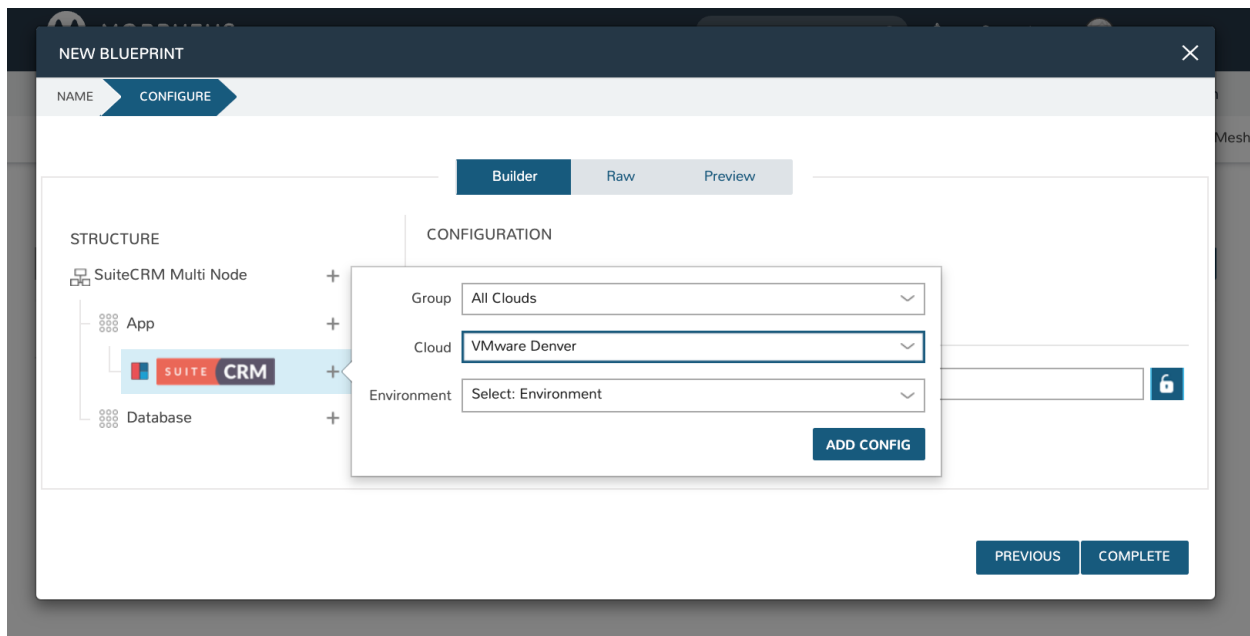 NEW BLUEPRINT
NAME
CONFIGURE
Mesh
Builder
Raw
Preview
STRUCTURE
CONFIGURATION
SuiteCRM Multi Node
Group
All Clouds
App
Cloud
VMware Denver
SUITE CRM
Environment
Select: Environment
Database
ADD CONFIG
PREVIOUS
COMPLETE